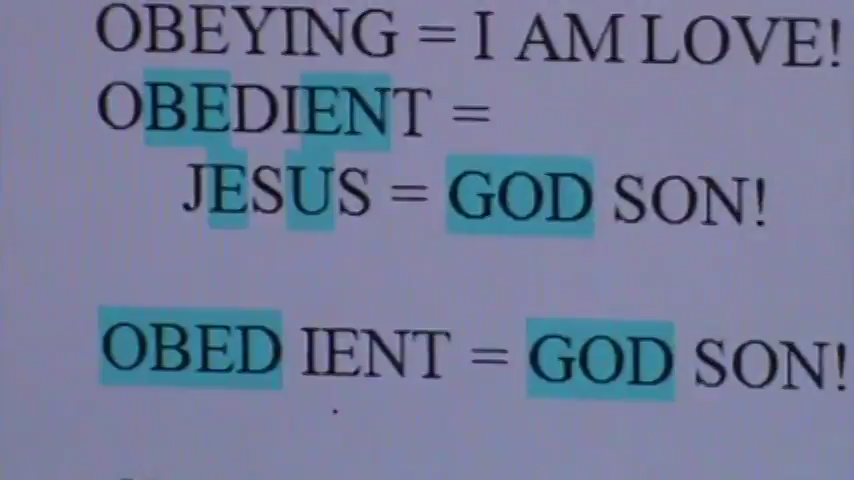 OBEYING = I AM LOVE!
OBEDIENT =
JESUS = GOD SON!
OBED IENT = GOD SON!